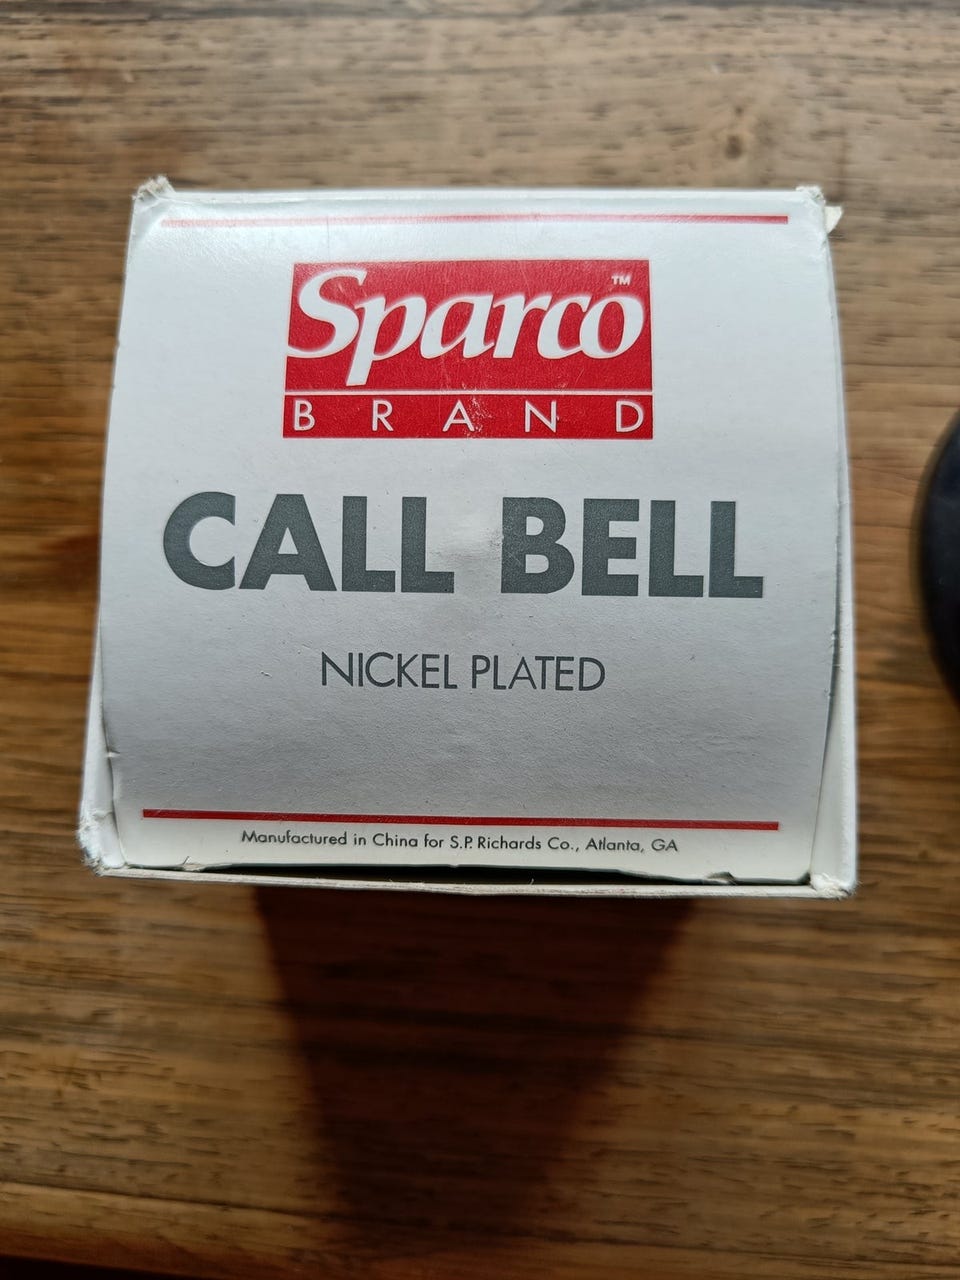 Sparco™
BRAND
CALL BELL
NICKEL PLATED
Manufactured in China for S.P. Richards Co., Atlanta, GA